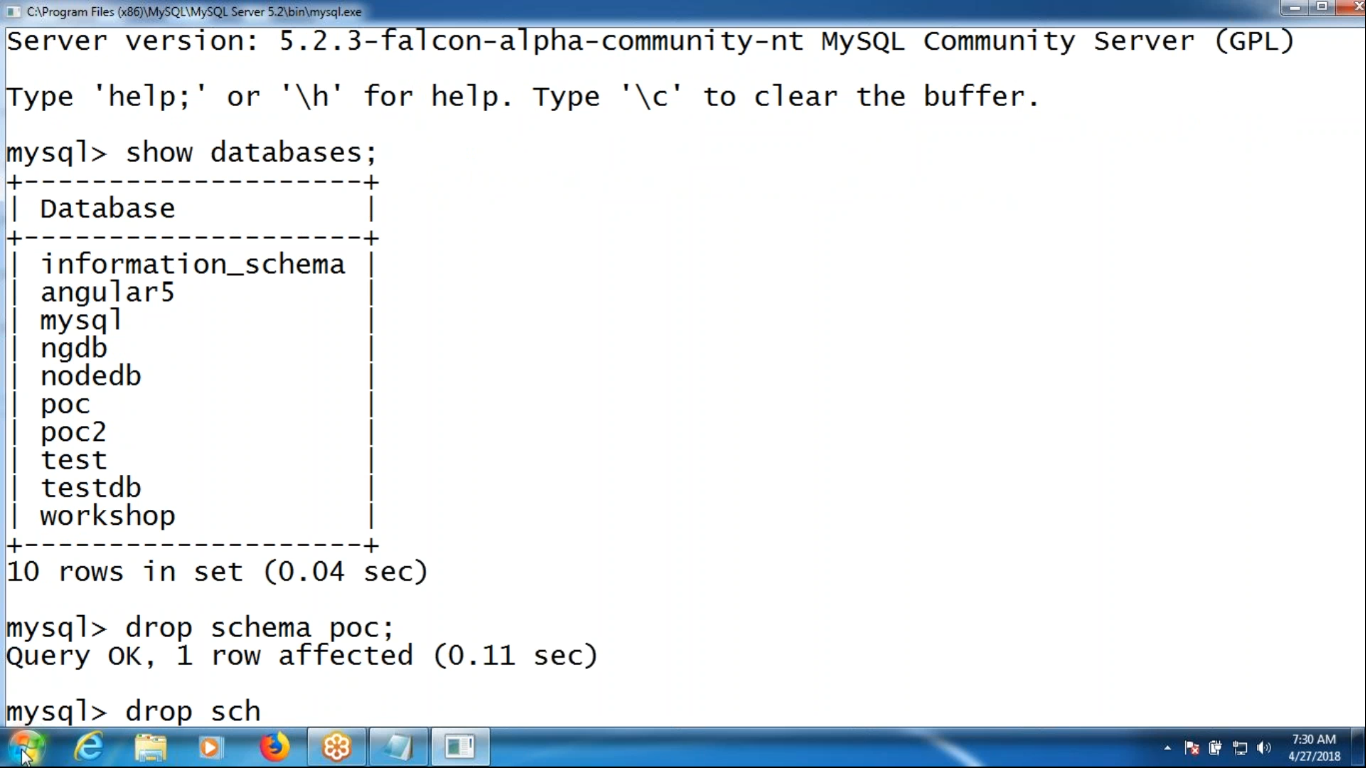 C:\Program Files (x86)\MySQL\MySQL Server 5.2\bin\mysql.exe
Server version: 5.2.3-falcon-alpha-community-nt MySQL Community Server (GPL)
Type 'help;' or '\h' for help. Type '\c' to clear the buffer.
mysql> show databases;
+--------------------+
| Database           |
+--------------------+
| information_schema |
| angular5           |
| mysql              |
| ngdb               |
| nodedb             |
| poc                |
| poc2               |
| test               |
| testdb             |
| workshop           |
+--------------------+
10 rows in set (0.04 sec)
mysql> drop schema poc;
Query OK, 1 row affected (0.11 sec)
mysql> drop sch
7:30 AM
4/27/2018